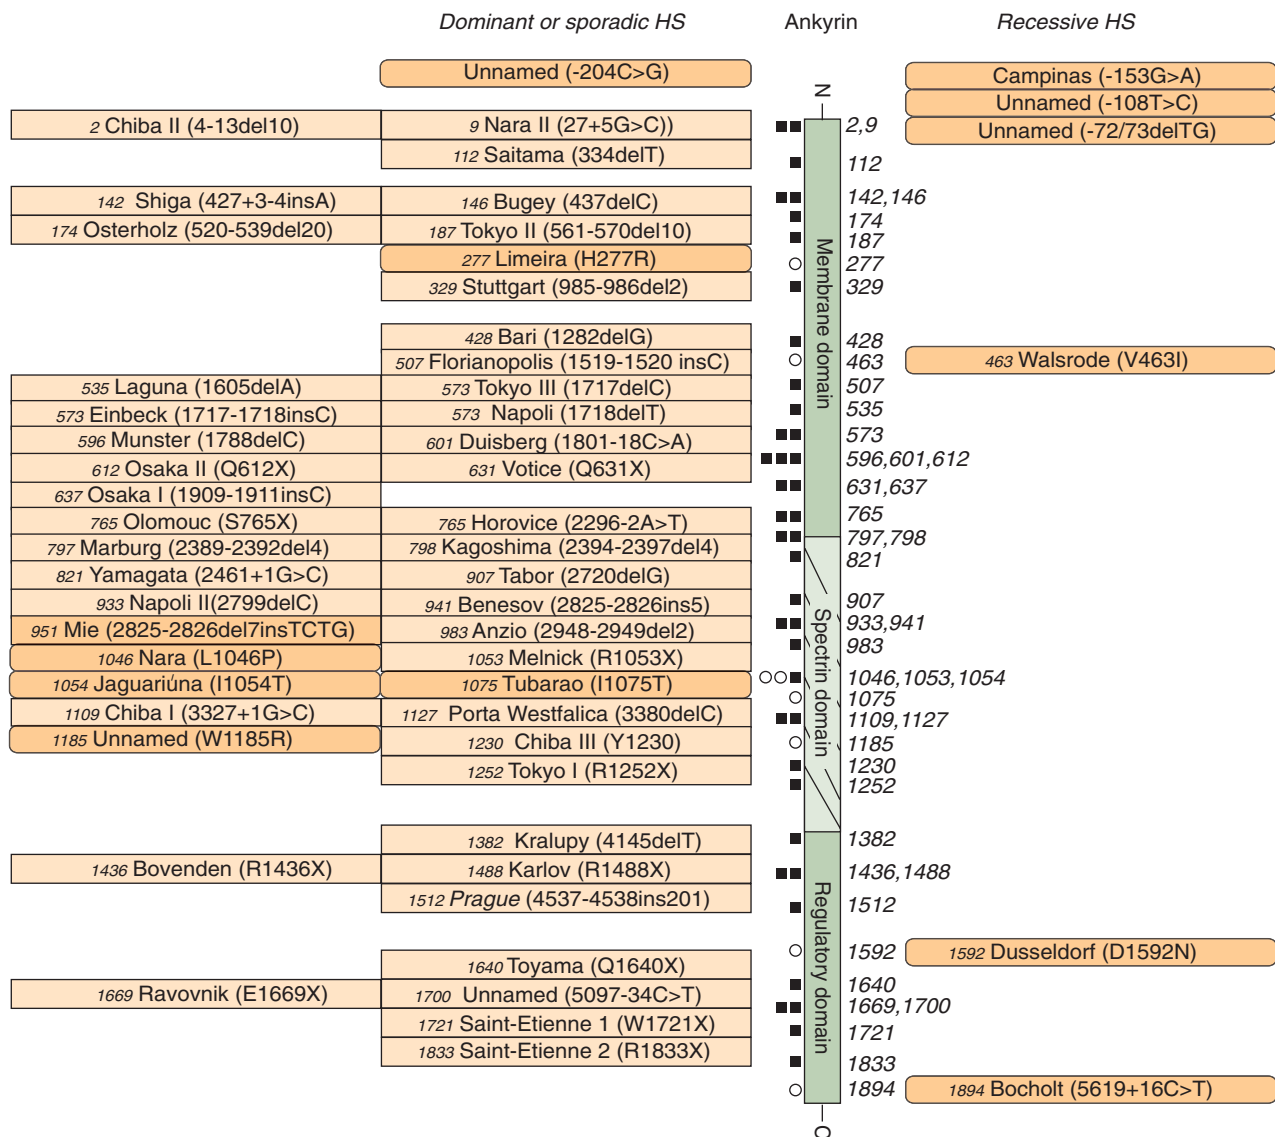 Dominant or sporadic HS Ankyrin Recessive HS
Unnamed (-204C>G) Campinas (-153G>A)
N Unnamed (-108T>C)
2 Chiba II (4-13del10) 9 Nara II (27+5G>C)) 2,9 Unnamed (-72/73delTG)
112 Saitama (334delT) 112
142 Shiga (427+3-4insA) 146 Bugey (437delC) 142,146
174 Osterholz (520-539del20) 187 Tokyo II (561-570del10) 174
187
277 Limeira (H277R) 277
329 Stuttgart (985-986del2) 329
Membrane domain
428 Bari (1282delG) 428
507 Florianopolis (1519-1520 insC) 463 463 Walsrode (V463I)
535 Laguna (1605delA) 573 Tokyo III (1717delC) 507
573 Einbeck (1717-1718insC) 573 Napoli (1718delT) 535
596 Munster (1788delC) 601 Duisberg (1801-18C>A) 573
612 Osaka II (Q612X) 631 Votice (Q631X) 596,601,612
637 Osaka I (1909-1911insC) 631,637
765 Olomouc (S765X) 765 Horovice (2296-2A>T) 765
797 Marburg (2389-2392del4) 798 Kagoshima (2394-2397del4) 797,798
821 Yamagata (2461+1G>C) 907 Tabor (2720delG) 821
933 Napoli II(2799delC) 941 Benesov (2825-2826ins5) 907
951 Mie (2825-2826del7insTCTG) 983 Anzio (2948-2949del2) 933,941
1046 Nara (L1046P) 1053 Melnick (R1053X) 983
Spectrin domain
1054 Jaguariúna (I1054T) 1075 Tubarao (I1075T) 1046,1053,1054
1075
1109 Chiba I (3327+1G>C) 1127 Porta Westfalica (3380delC) 1109,1127
1185 Unnamed (W1185R) 1230 Chiba III (Y1230) 1185
1252 Tokyo I (R1252X) 1230
1252
1382 Kralupy (4145delT) 1382
1436 Bovenden (R1436X) 1488 Karlov (R1488X) 1436,1488
1512 Prague (4537-4538ins201) 1512
Regulatory domain
1640 Toyama (Q1640X) 1592 1592 Dusseldorf (D1592N)
1669 Ravovnik (E1669X) 1700 Unnamed (5097-34C>T) 1640
1669,1700
1721 Saint-Etienne 1 (W1721X) 1721
1833 Saint-Etienne 2 (R1833X) 1833
1894 1894 Bocholt (5619+16C>T)
C